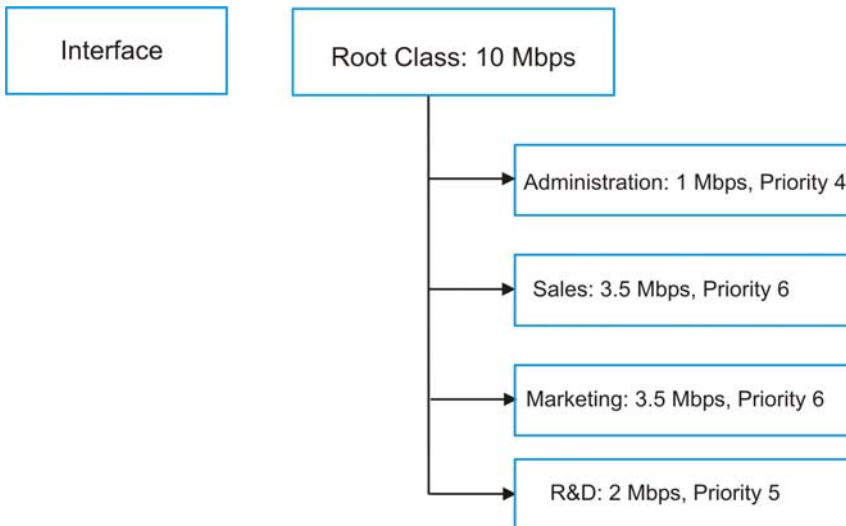 Interface
Root Class: 10 Mbps
Administration: 1 Mbps, Priority 4
Sales: 3.5 Mbps, Priority 6
Marketing: 3.5 Mbps, Priority 6
R&D: 2 Mbps, Priority 5